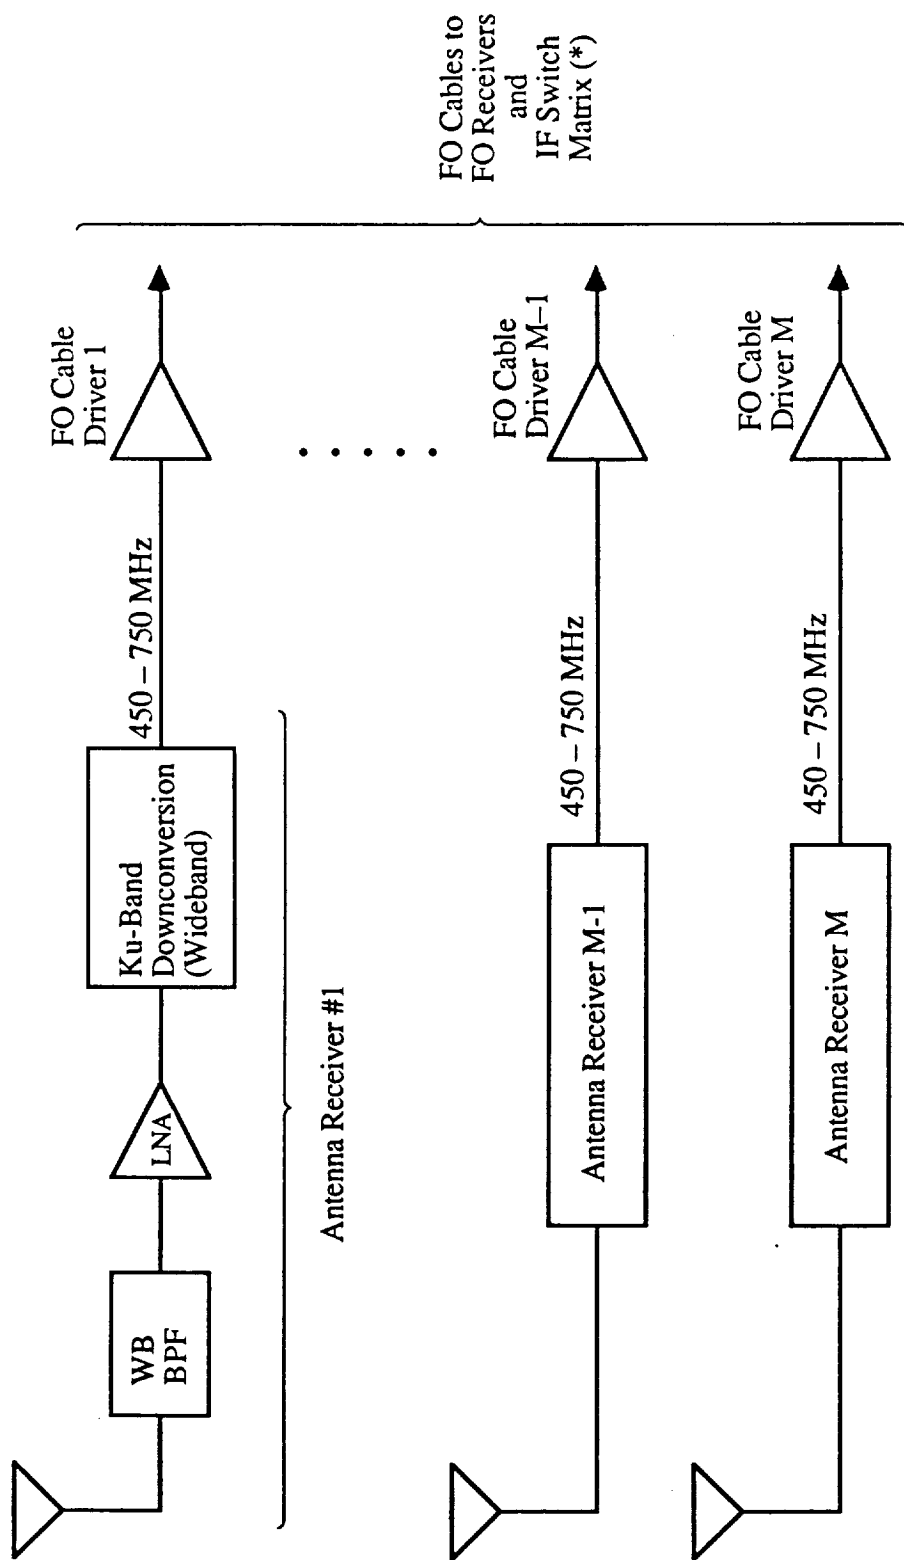 WB
BPF
LNA
Ku-Band
Downconversion
(Wideband)
450 – 750 MHz
FO Cable
Driver 1
Antenna Receiver #1
Antenna Receiver M-1
450 – 750 MHz
FO Cable
Driver M–1
Antenna Receiver M
450 – 750 MHz
FO Cable
Driver M
FO Cables to
FO Receivers
and
IF Switch
Matrix (*)